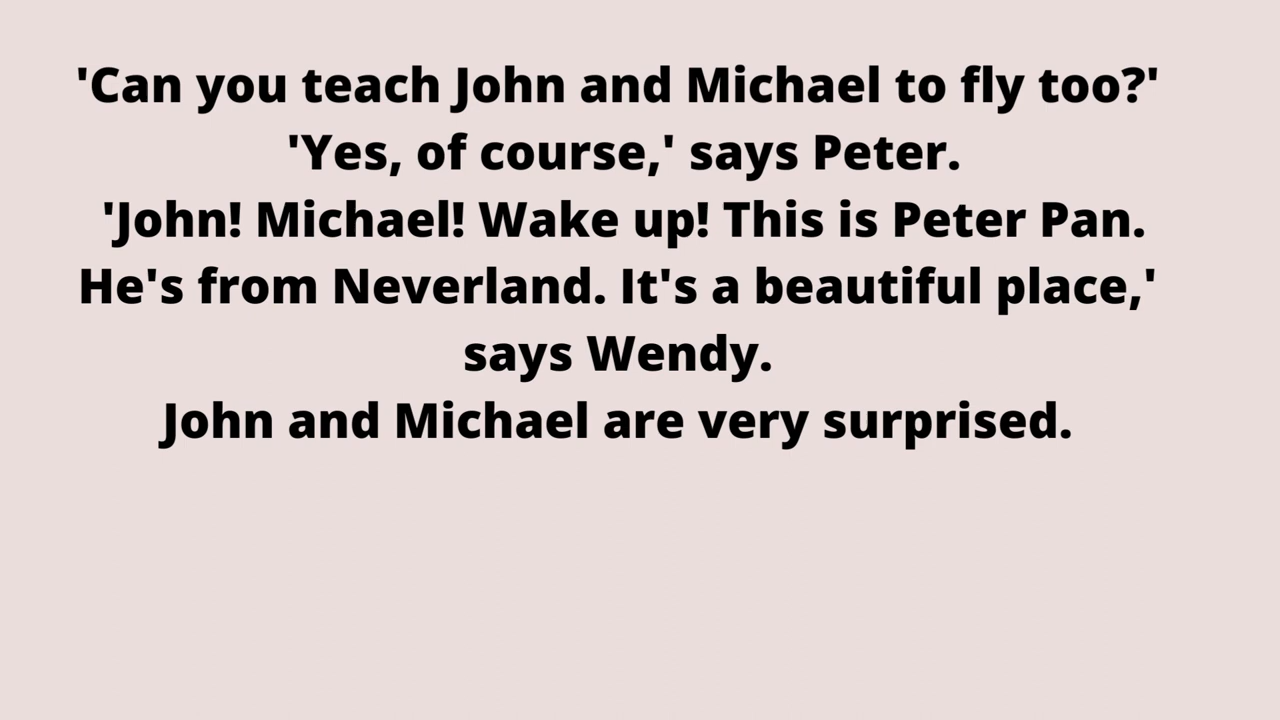 'Can you teach John and Michael to fly too?'
'Yes, of course,' says Peter.
'John! Michael! Wake up! This is Peter Pan.
He's from Neverland. It's a beautiful place,'
says Wendy.
John and Michael are very surprised.